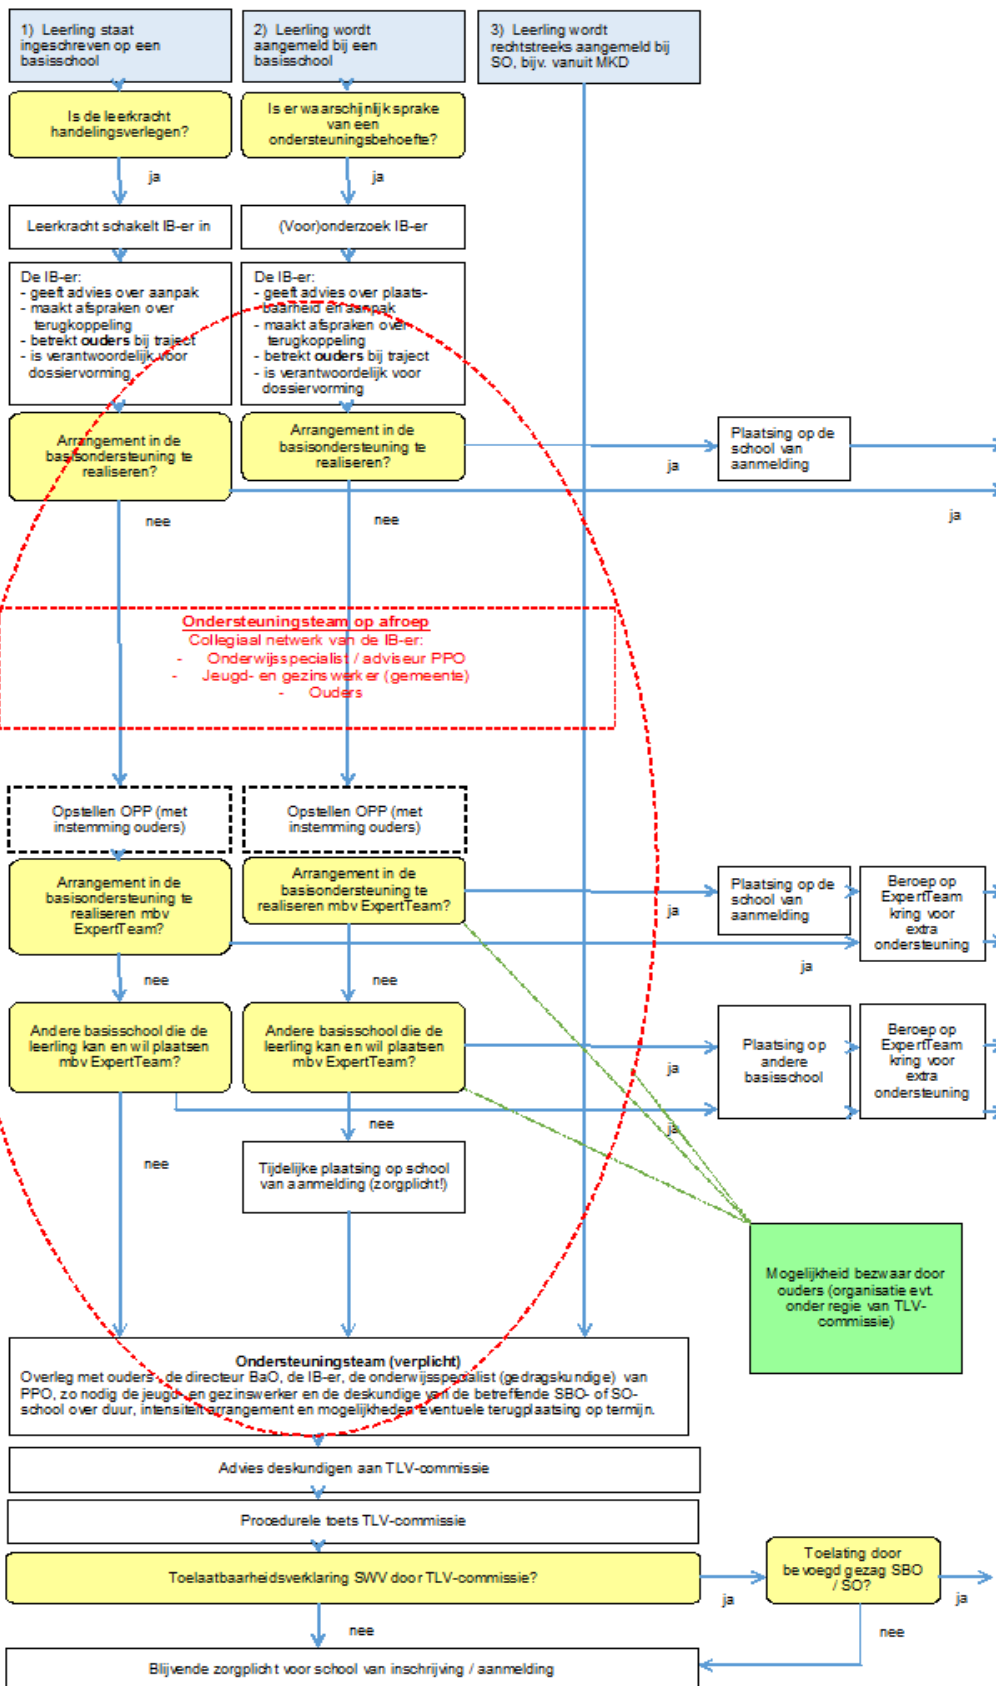 1) Leerling staat
ingeschreven op een
basisschool
2) Leerling wordt
aangemeld bij een
basisschool
3) Leerling wordt
rechtstreeks aangemeld bij
SO, bijv. vanuit MKD
Is de leerkracht
handelingsverlegen?
Is er waarschijnlijk sprake
van een
ondersteuningsbehoefte?
ja
ja
Leerkracht schakelt IB-er in
(Voor)onderzoek IB-er
De IB-er:
- geeft advies over aanpak
- maakt afspraken over
terugkoppeling
- betrekt ouders bij traject
- is verantwoordelijk voor
dossiervorming
De IB-er:
- geeft advies over plaats-
baarheid en aanpak
- maakt afspraken over
terugkoppeling
- betrekt ouders bij traject
- is verantwoordelijk voor
dossiervorming
Arrangement in de
basisondersteuning te
realiseren?
Arrangement in de
basisondersteuning te
realiseren?
ja
Plaatsing op de
school van
aanmelding
ja
nee
nee
Ondersteuningsteam op afroep
Collegiaal netwerk van de IB-er:
- Onderwijsspecialist / adviseur PPO
- Jeugd- en gezinswerker (gemeente)
- Ouders
Opstellen OPP (met
instemming ouders)
Opstellen OPP (met
instemming ouders)
Arrangement in de
basisondersteuning te
realiseren mbv
ExpertTeam?
Arrangement in de
basisondersteuning te
realiseren mbv ExpertTeam?
ja
Plaatsing op de
school van
aanmelding
Beroep op
ExpertTeam
kring voor
extra
ondersteuning
ja
nee
nee
Andere basisschool die de
leerling kan en wil plaatsen
mbv ExpertTeam?
Andere basisschool die de
leerling kan en wil plaatsen
mbv ExpertTeam?
ja
Plaatsing op
andere
basisschool
Beroep op
ExpertTeam
kring voor
extra
ondersteuning
ja
nee
nee
Tijdelijke plaatsing op school
van aanmelding (zorgplicht!)
Mogelijkheid bezwaar door
ouders (organisatie evt.
onder regie van TLV-
commissie)
Ondersteuningsteam (verplicht)
Overleg met ouders, de directeur BaO, de IB-er, de onderwijsspecialist (gedragskundige) van
PPO, zo nodig de jeugd- en gezinswerker en de deskundige van de betreffende SBO- of SO-
school over duur, intensiteit arrangement en mogelijkheden eventuele terugplaatsing op termijn.
Advies deskundigen aan TLV-commissie
Procedurele toets TLV-commissie
Toelaatbaarheidsverklaring SWV door TLV-commissie?
ja
Toelating door
bevoegd gezag SBO
/ SO?
ja
nee
nee
Blijvende zorgplicht voor school van inschrijving / aanmelding